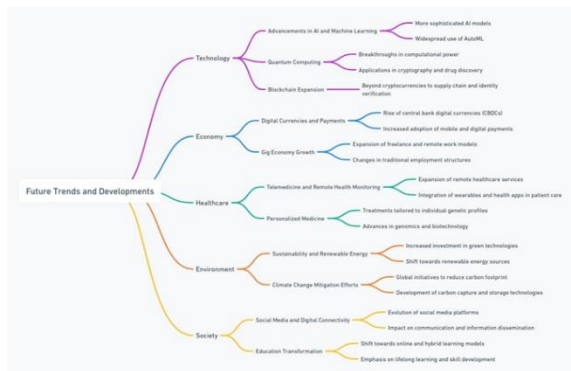 Future Trends and Developments
Technology
Advancements in AI and Machine Learning
More sophisticated AI models
Widespread use of AutoML
Quantum Computing
Breakthroughs in computational power
Applications in cryptography and drug discovery
Blockchain Expansion
Beyond cryptocurrencies to supply chain and identity
verification
Economy
Digital Currencies and Payments
Rise of central bank digital currencies (CBDCs)
Increased adoption of mobile and digital payments
Gig Economy Growth
Expansion of freelance and remote work models
Changes in traditional employment structures
Healthcare
Telemedicine and Remote Health Monitoring
Expansion of remote healthcare services
Integration of wearables and health apps in patient care
Personalized Medicine
Treatments tailored to individual genetic profiles
Advances in genomics and biotechnology
Environment
Sustainability and Renewable Energy
Increased investment in green technologies
Shift towards renewable energy sources
Climate Change Mitigation Efforts
Global initiatives to reduce carbon footprint
Development of carbon capture and storage technologies
Society
Social Media and Digital Connectivity
Evolution of social media platforms
Impact on communication and information dissemination
Education Transformation
Shift towards online and hybrid learning models
Emphasis on lifelong learning and skill development